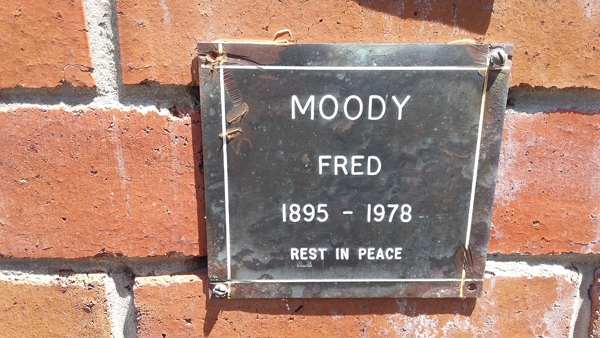 MOODY
FRED
1895 - 1978
REST IN PEACE